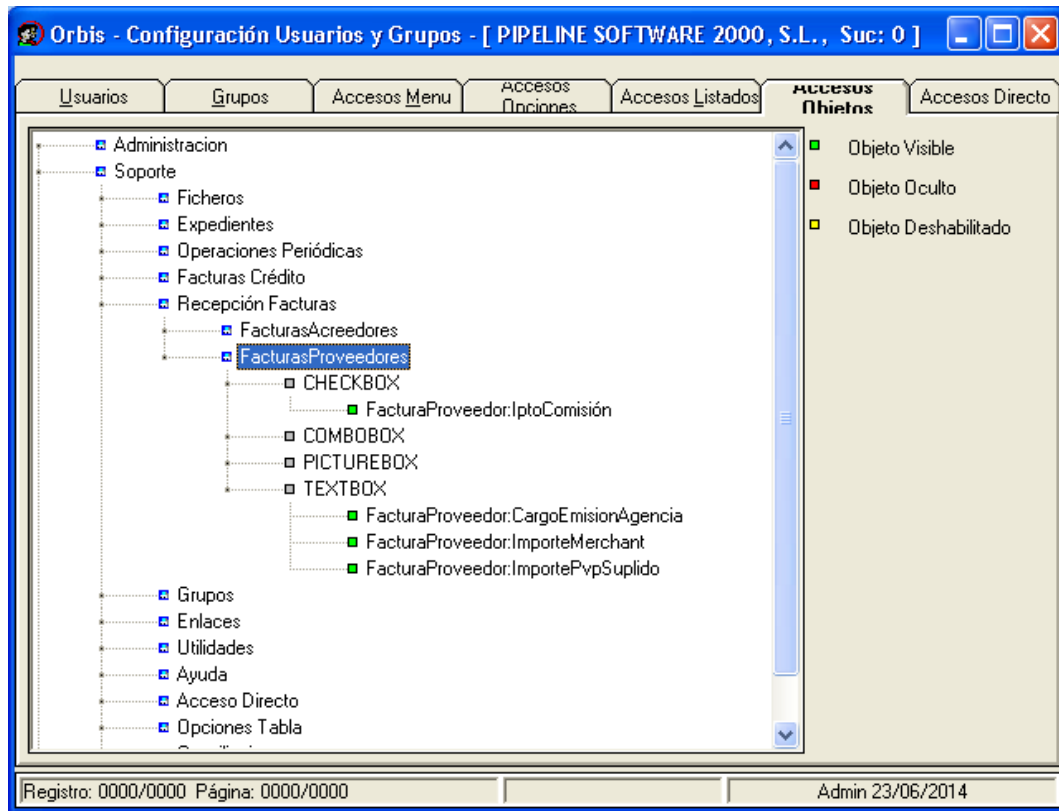 Orbis - Configuración Usuarios y Grupos - [ PIPELINE SOFTWARE 2000, S.L., Suc: 0 ]
Usuarios Grupos Accesos Menu Accesos Opciones Accesos Listados Accesos Objetos Accesos Directo
Administracion
Soporte
Ficheros
Expedientes
Operaciones Periódicas
Facturas Crédito
Recepción Facturas
FacturasAcreedores
FacturasProveedores
CHECKBOX
FacturaProveedor:IptoComisión
COMBOBOX
PICTUREBOX
TEXTBOX
FacturaProveedor:CargoEmisionAgencia
FacturaProveedor:ImporteMerchant
FacturaProveedor:ImportePvpSuplido
Grupos
Enlaces
Utilidades
Ayuda
Acceso Directo
Opciones Tabla
Objeto Visible
Objeto Oculto
Objeto Deshabilitado
Registro: 0000/0000 Página: 0000/0000
Admin 23/06/2014